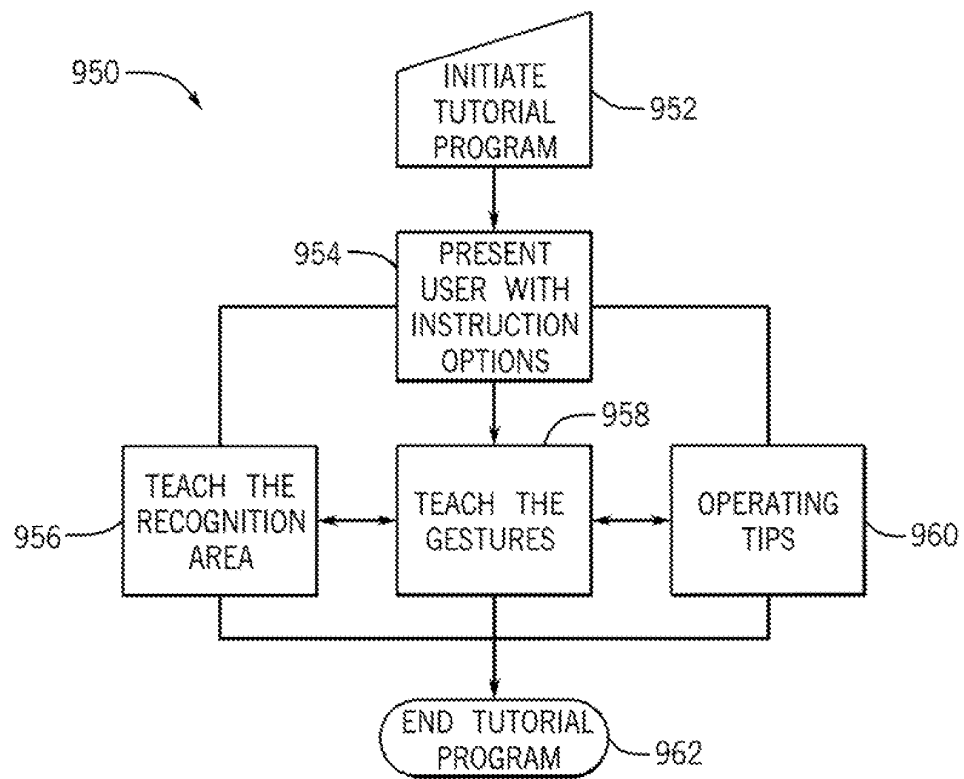 950
INITIATE
TUTORIAL
PROGRAM
952
954
PRESENT
USER WITH
INSTRUCTION
OPTIONS
958
TEACH THE
RECOGNITION
AREA
956
TEACH THE
GESTURES
OPERATING
TIPS
960
END TUTORIAL
PROGRAM
962